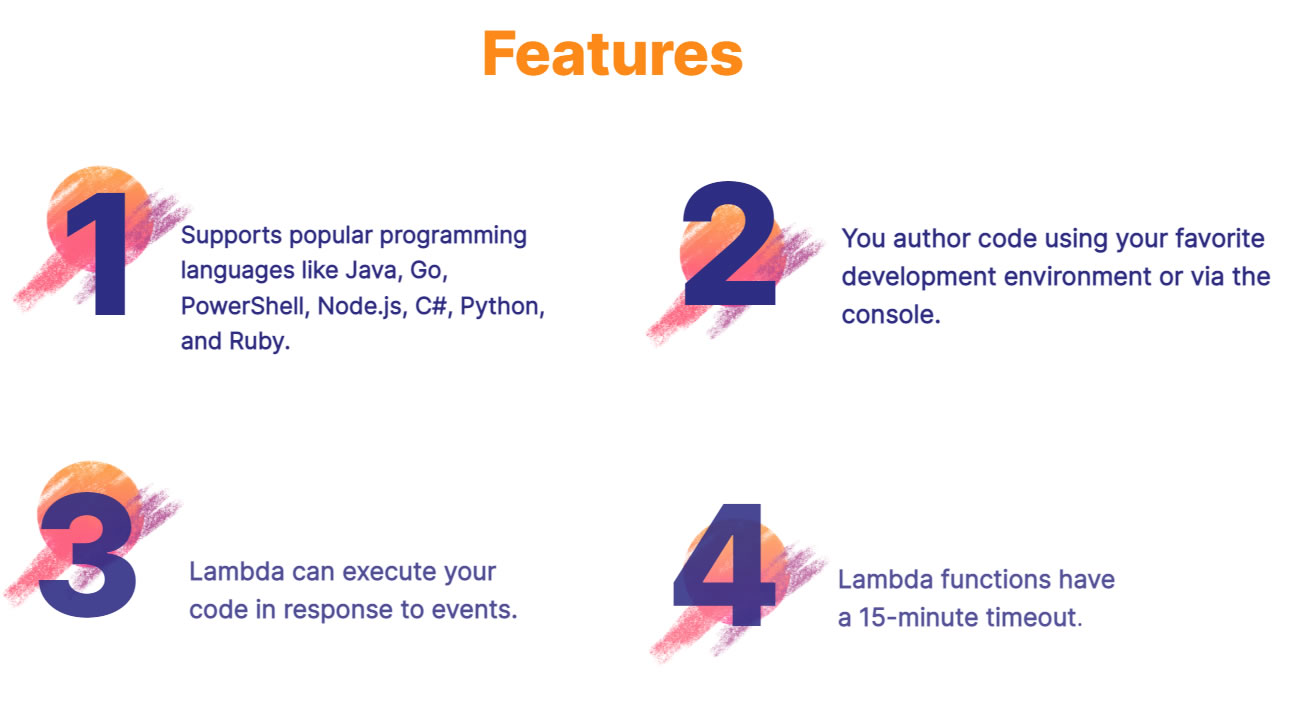 Features
1
Supports popular programming
languages like Java, Go,
PowerShell, Node.js, C#, Python,
and Ruby.
2
You author code using your favorite
development environment or via the
console.
3
Lambda can execute your
code in response to events.
4
Lambda functions have
a 15-minute timeout.